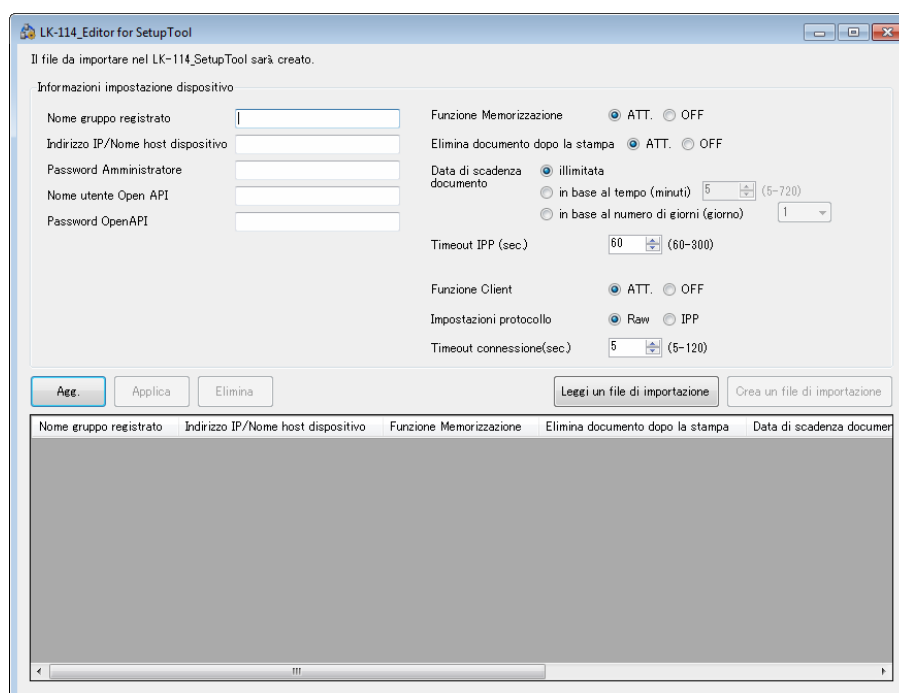 LK-114_Editor for SetupTool
Il file da importare nel LK-114_SetupTool sarà creato.
Informazioni impostazione dispositivo
Nome gruppo registrato
Indirizzo IP/Nome host dispositivo
Password Amministratore
Nome utente Open API
Password OpenAPI
Funzione Memorizzazione ATT. OFF
Elimina documento dopo la stampa ATT. OFF
Data di scadenza documento illimitata
in base al tempo (minuti) 5 (5-720)
in base al numero di giorni (giorno) 1
Timeout IPP (sec.) 60 (60-300)
Funzione Client ATT. OFF
Impostazioni protocollo Raw IPP
Timeout connessione(sec.) 5 (5-120)
Agg. Applica Elimina Leggi un file di importazione Crea un file di importazione
Nome gruppo registrato Indirizzo IP/Nome host dispositivo Funzione Memorizzazione Elimina documento dopo la stampa Data di scadenza documen